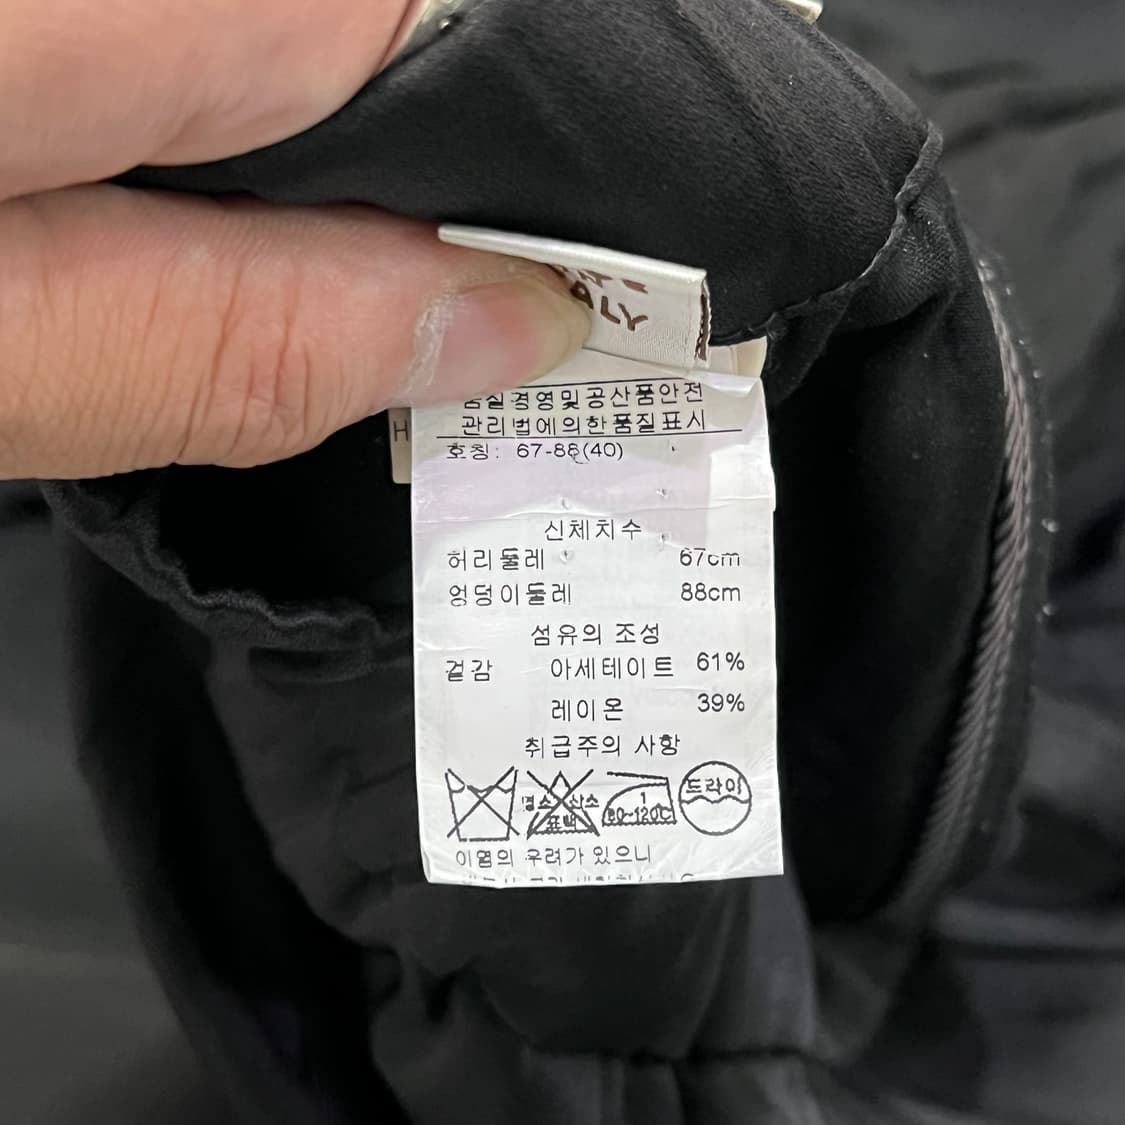 ALY
H
품질경영및공산품안전
관리법에의한품질표시
호칭: 67-88(40)
신체치수
허리둘레 67cm
엉덩이둘레 88cm
섬유의 조성
겉감 아세테이트 61%
레이온 39%
취급주의 사항
염소 산소
표백
1
80~120℃
드라이
이염의 우려가 있으니